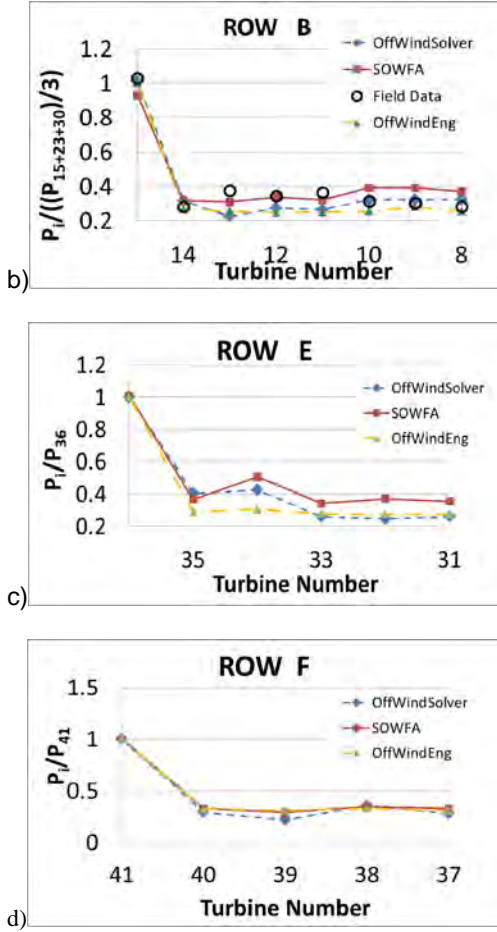 ROW B
OffWindSolver
SOWFA
Field Data
OffWindEng
P_i/((P_15+23+30)/3)
1.2
1
0.8
0.6
0.4
0.2
14 12 10 8
Turbine Number
b)
ROW E
OffWindSolver
SOWFA
OffWindEng
P_i/P_36
1.2
1
0.8
0.6
0.4
0.2
35 33 31
Turbine Number
c)
ROW F
OffWindSolver
SOWFA
OffWindEng
P_i/P_41
1.5
1
0.5
0
41 40 39 38 37
Turbine Number
d)